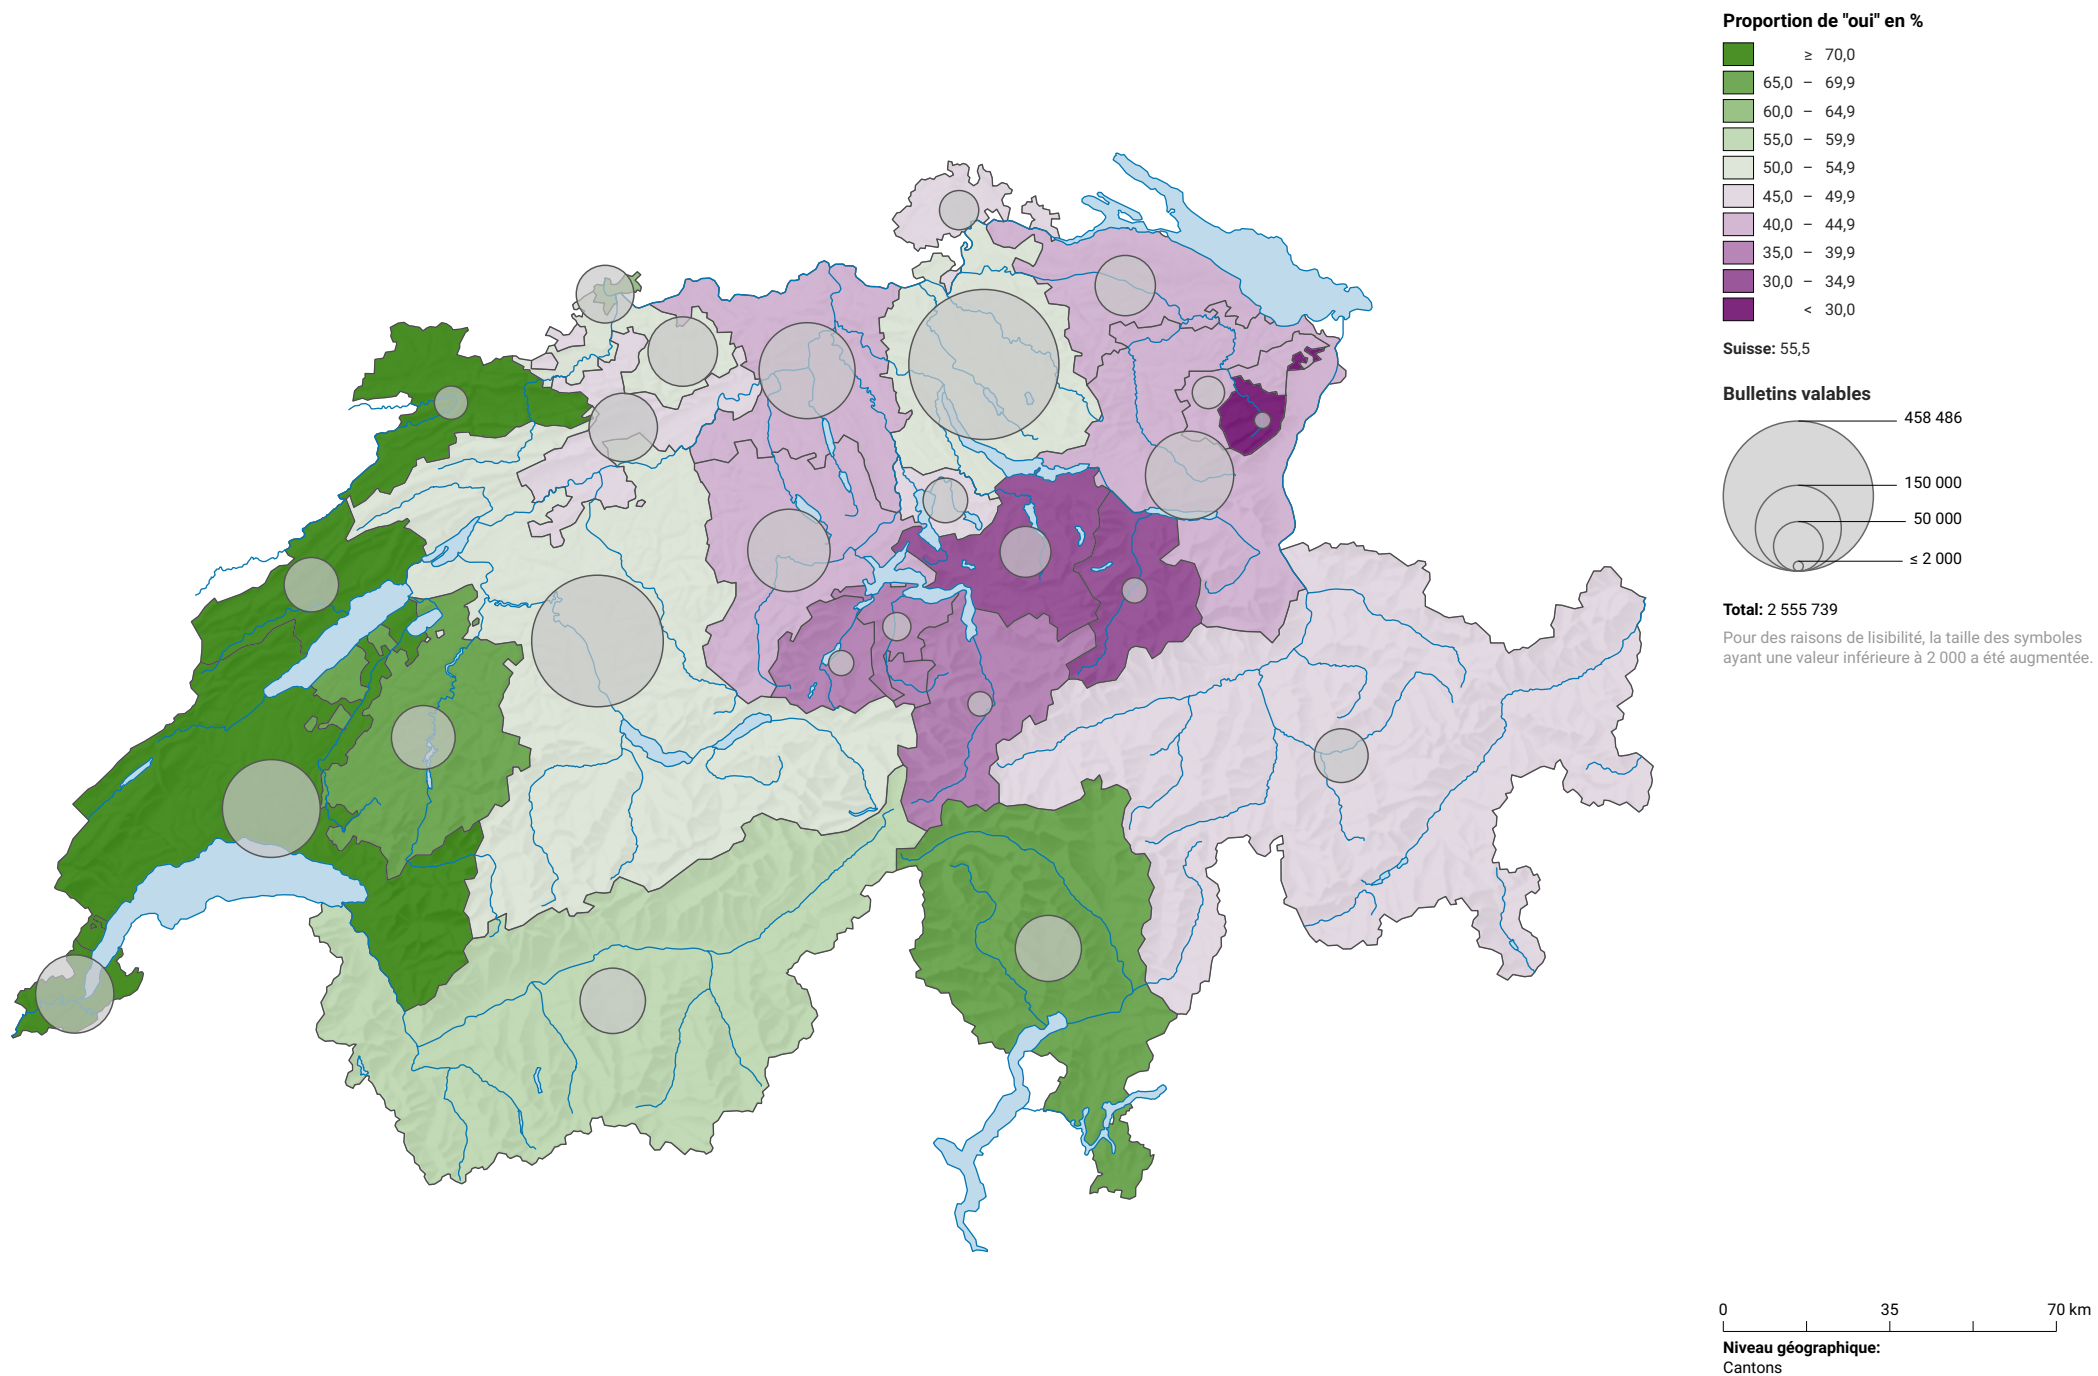 Proportion de "oui" en %
≥ 70,0
65,0 – 69,9
60,0 – 64,9
55,0 – 59,9
50,0 – 54,9
45,0 – 49,9
40,0 – 44,9
35,0 – 39,9
30,0 – 34,9
< 30,0
Suisse: 55,5
Bulletins valables
458 486
150 000
50 000
≤ 2 000
Total: 2 555 739
Pour des raisons de lisibilité, la taille des symboles
ayant une valeur inférieure à 2 000 a été augmentée.
0 35 70 km
Niveau géographique:
Cantons